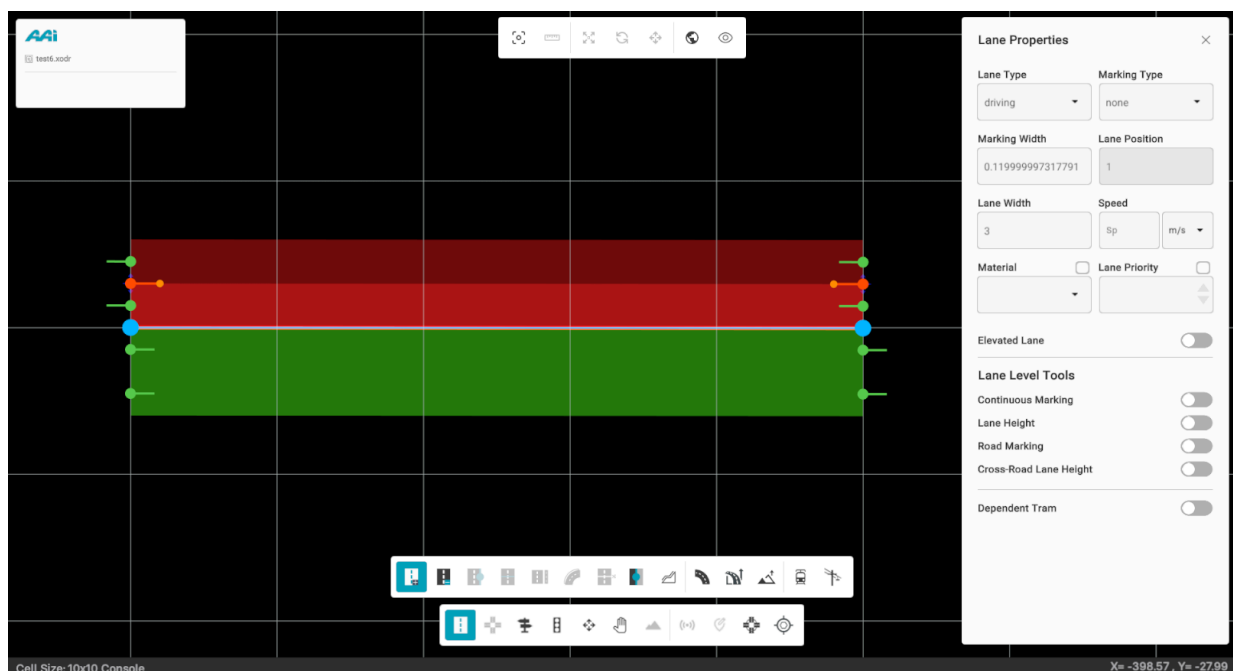 AAi
test6.xodr
Lane Properties
Lane Type Marking Type
driving none
Marking Width Lane Position
0.119999997317791 1
Lane Width Speed
3 Sp m/s
Material Lane Priority
Elevated Lane
Lane Level Tools
Continuous Marking
Lane Height
Road Marking
Cross-Road Lane Height
Dependent Tram
Cell Size:10x10 Console X= -398.57 , Y= -27.99